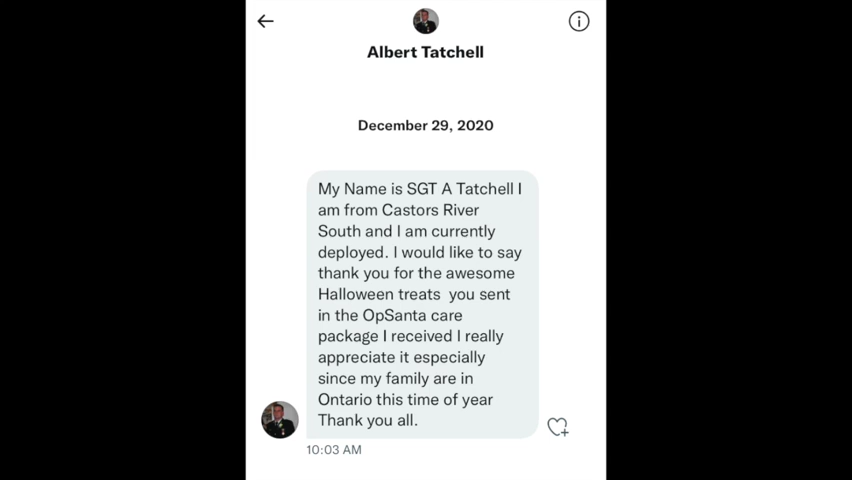 Albert Tatchell
December 29, 2020
My Name is SGT A Tatchell I
am from Castors River
South and I am currently
deployed. I would like to say
thank you for the awesome
Halloween treats  you sent
in the OpSanta care
package I received I really
appreciate it especially
since my family are in
Ontario this time of year
Thank you all.
10:03 AM